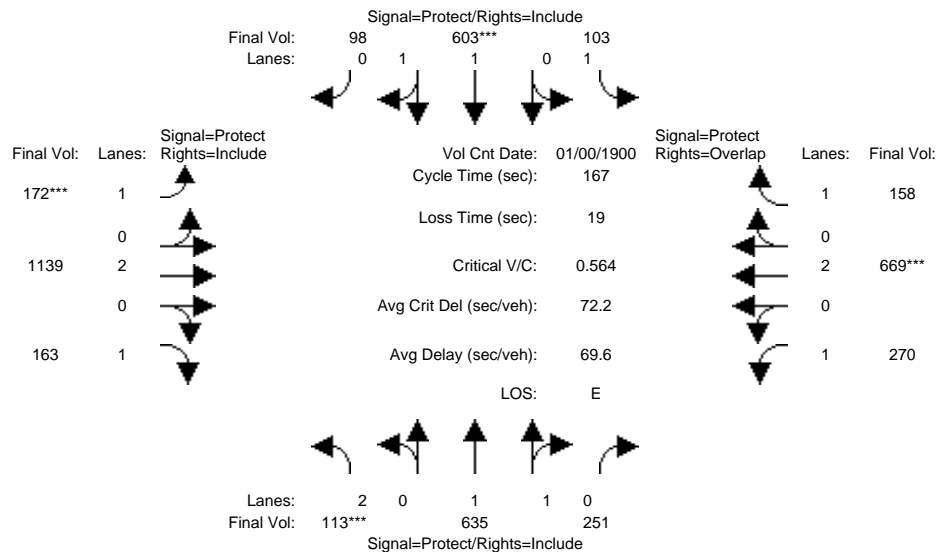 Signal=Protect/Rights=Include
Final Vol: 98 603*** 103
Lanes: 0 1 1 0 1
Signal=Protect
Final Vol: Lanes: Rights=Include
Vol Cnt Date: 01/00/1900
Signal=Protect
Rights=Overlap Lanes: Final Vol:
Cycle Time (sec): 167
172*** 1
1 158
Loss Time (sec): 19
0
0
1139 2
Critical V/C: 0.564
2 669***
0
Avg Crit Del (sec/veh): 72.2
0
163 1
Avg Delay (sec/veh): 69.6
1 270
LOS: E
Lanes: 2 0 1 1 0
Final Vol: 113*** 635 251
Signal=Protect/Rights=Include